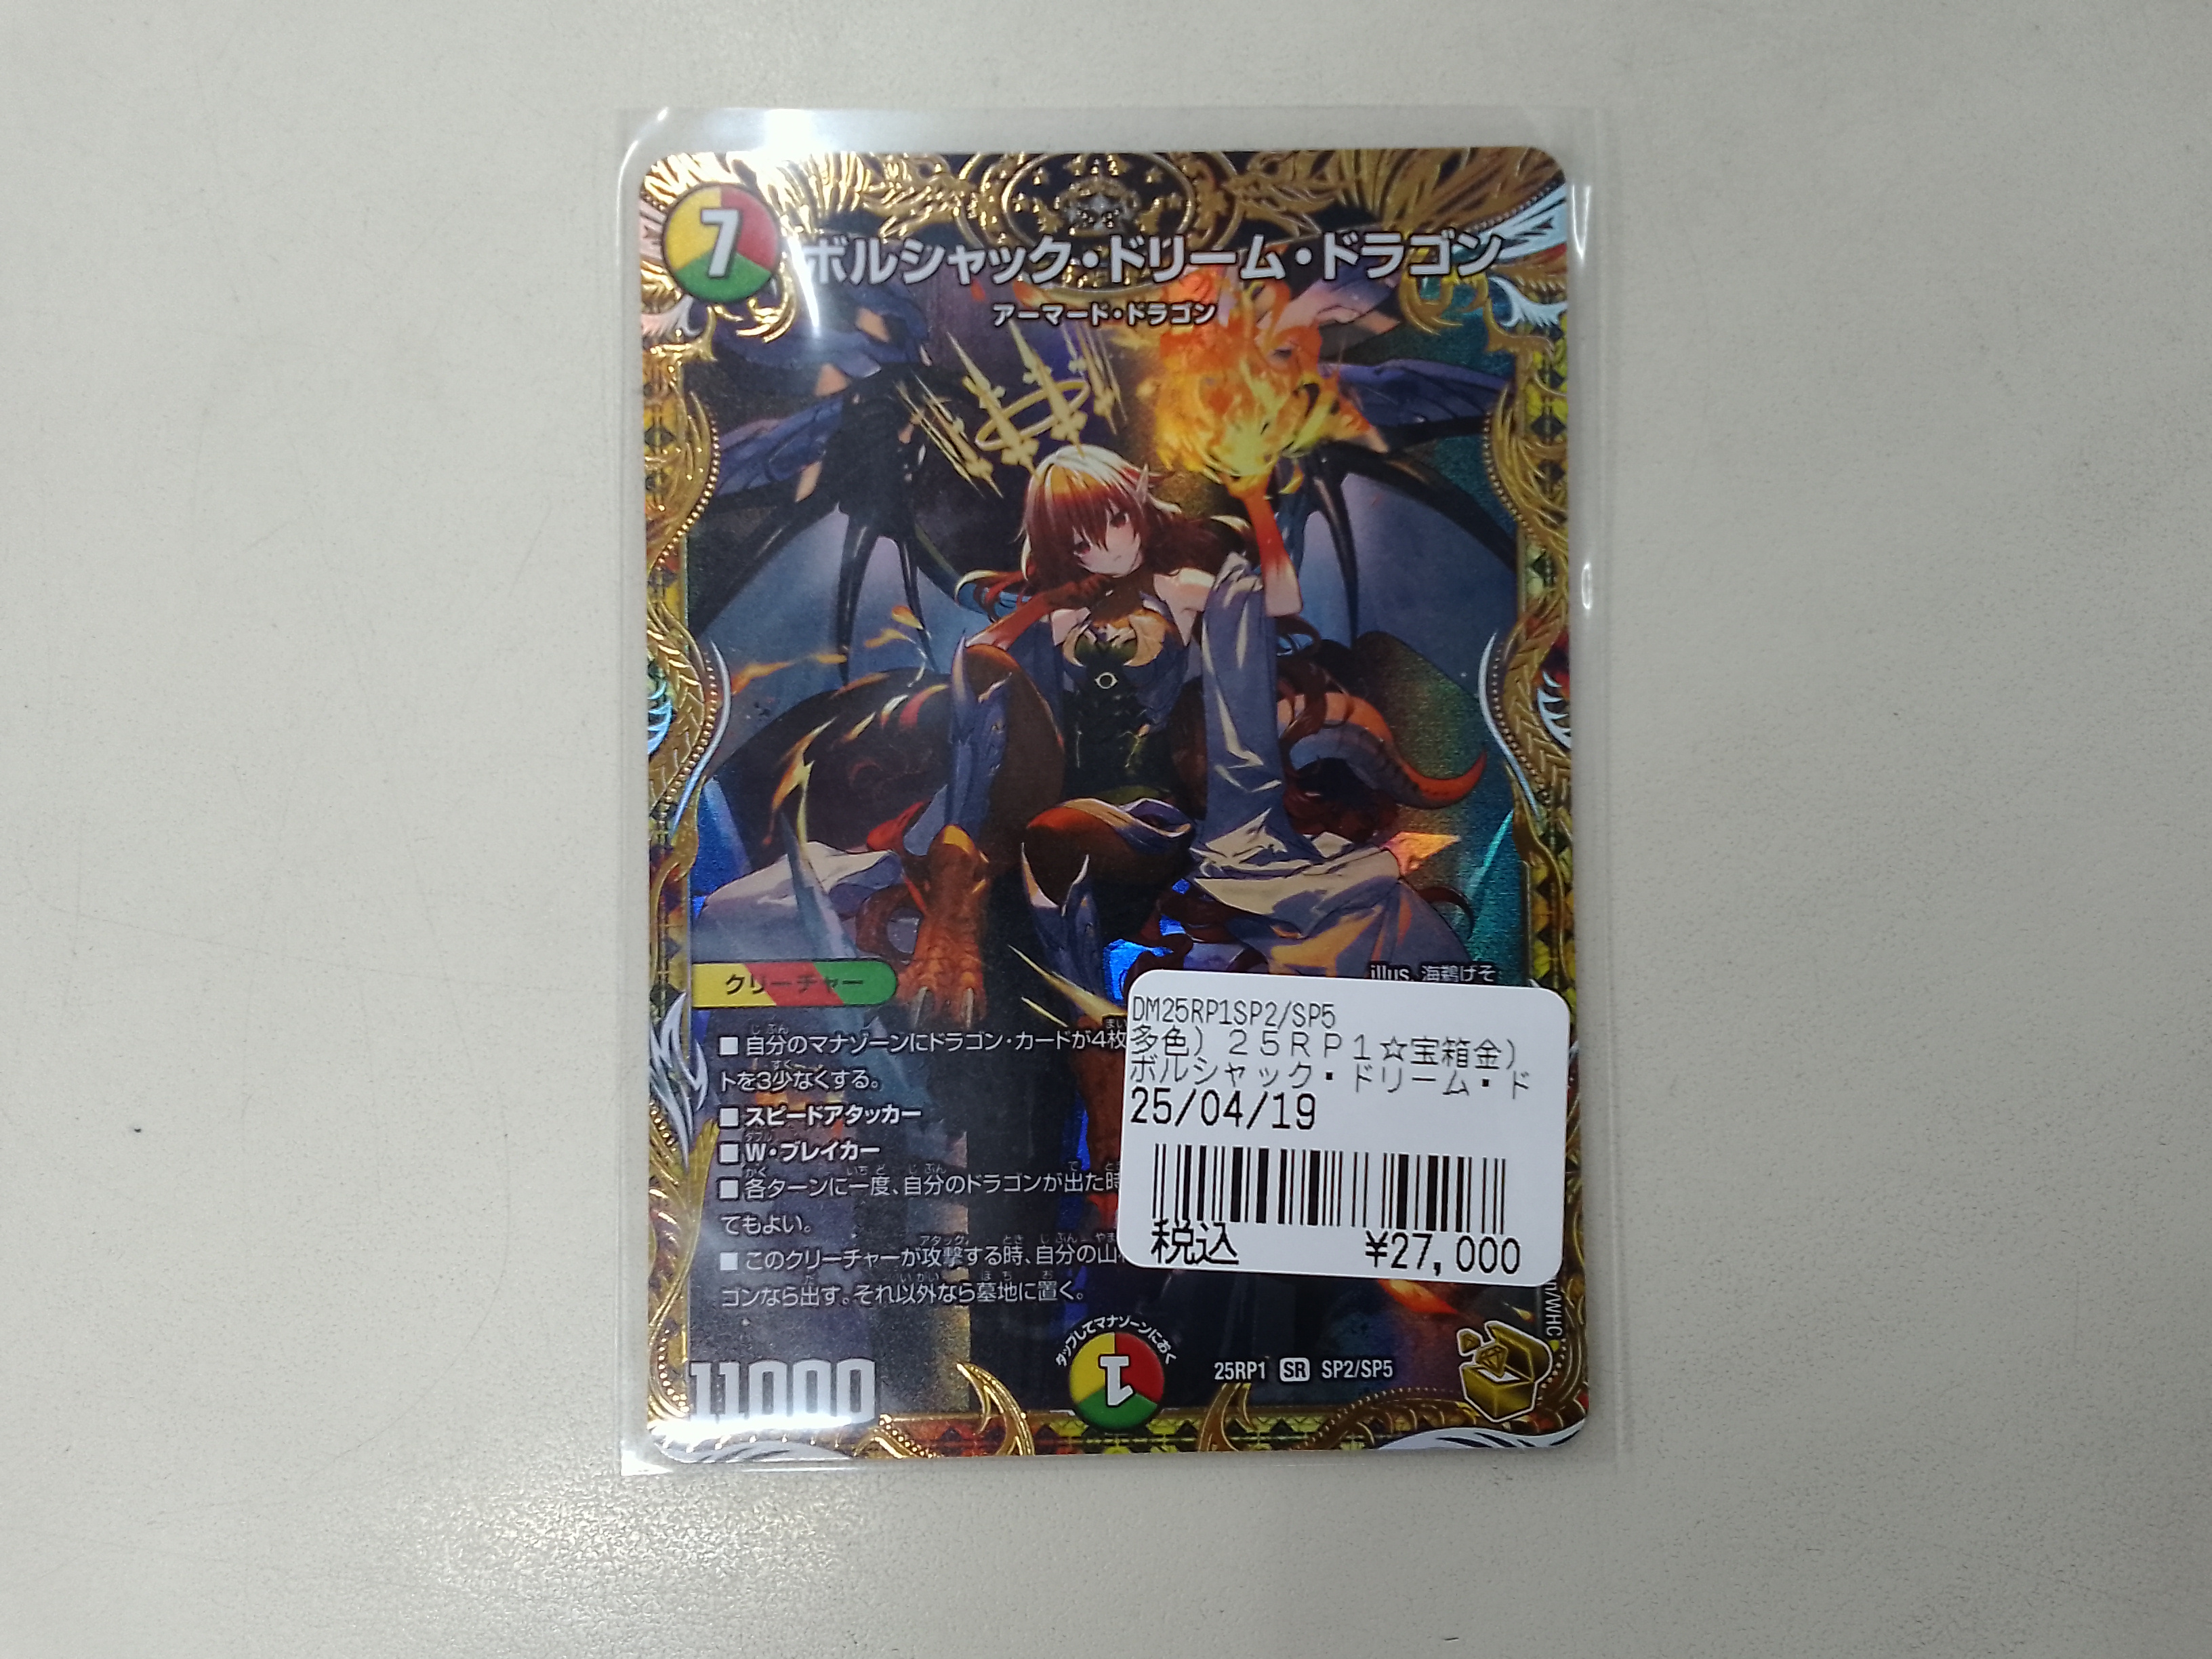 7
ボルシャック・ドリーム・ドラゴン
アーマード・ドラゴン
illus. 海鵜げそ
クリーチャー
■自分のマナゾーンにドラゴン・カードが4枚
トを3少なくする。
■スピードアタッカー
■W・ブレイカー
■各ターンに一度、自分のドラゴンが出た時
てもよい。
■このクリーチャーが攻撃する時、自分の山
ゴンなら出す。それ以外なら墓地に置く。
DM25RP1SP2/SP5
多色）２５ＲＰ１☆宝箱金）
ボルシャック・ドリーム・ド
25/04/19
税込 ¥27,000
タップしてマナゾーンにおく
1
11000
25RP1 SR SP2/SP5